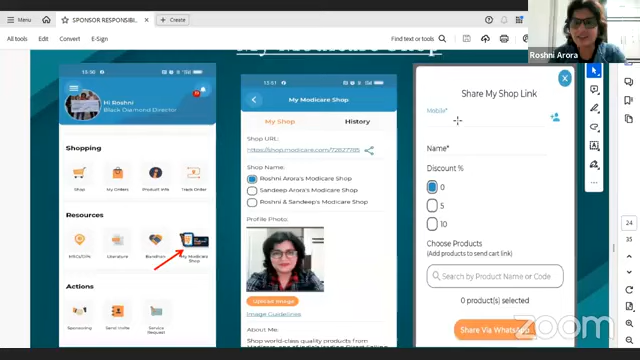 Menu
SPONSOR RESPONSIBI...
Create
All tools
Edit
Convert
E-Sign
Find text or tools
Roshni Arora
My Modicare Shop
15:50
Hi Roshni
Black Diamond Director
Shopping
Shop
My Orders
Product Info
Track Order
Resources
Literature
My Modicare
Shop
Actions
Sponsoring
Send Invite
Service
Request
15:51
My Modicare Shop
My Shop
History
Shop URL:
Shop Name:
Roshni Arora's Modicare Shop
Sandeep Arora's Modicare Shop
Roshni & Sandeep's Modicare Shop
Profile Photo:
Upload Image
Image Guidelines
About Me:
Shop world-class quality products from
Share My Shop Link
Mobile*
Name*
Discount %
0
5
10
Choose Products
(Add products to send cart link)
Search by Product Name or Code
0 product(s) selected
Share Via WhatsApp
24
35
zoom